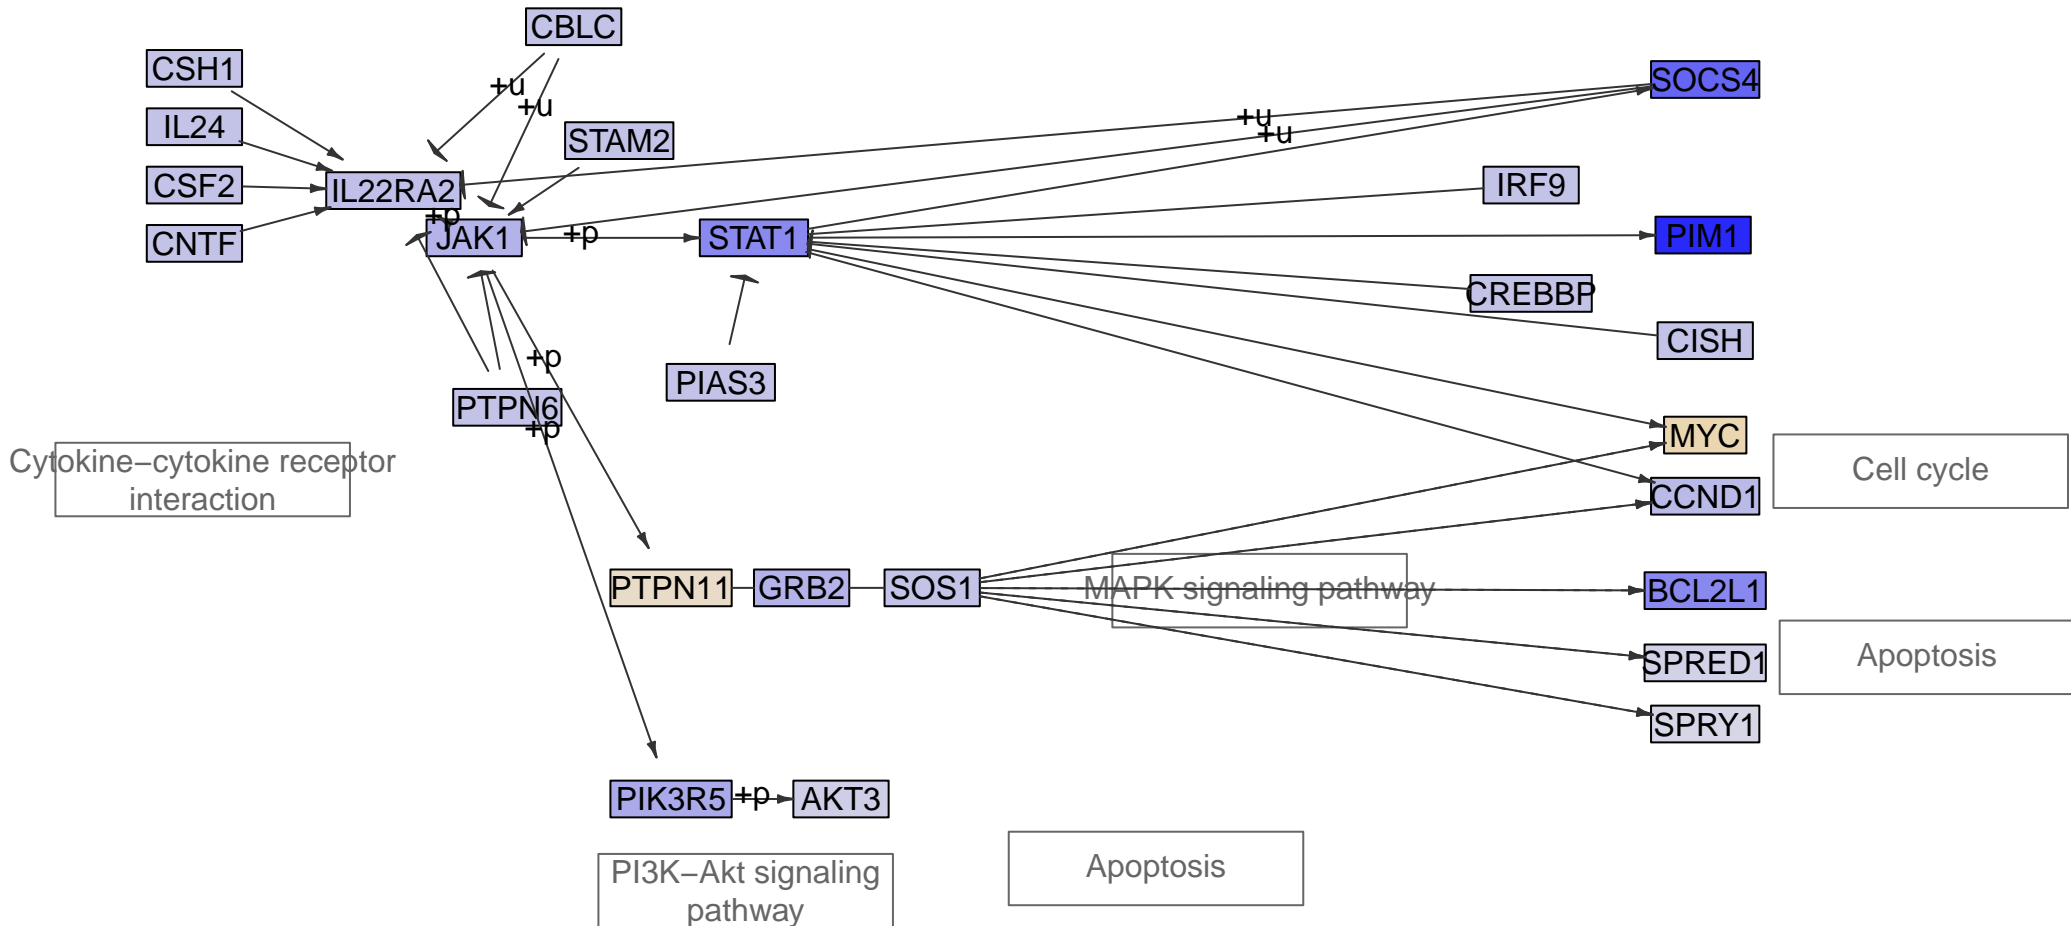 CBLC
CSH1
SOCS4
+u
+u
+u
+u
IL24
STAM2
CSF2
IL22RA2
IRF9
+p
CNTF
JAK1
+p
STAT1
PIM1
CREBBP
CISH
+p
PIAS3
PTPN6
+p
MYC
Cytokine−cytokine receptor
interaction
Cell cycle
CCND1
PTPN11
GRB2
SOS1
MAPK signaling pathway
BCL2L1
SPRED1
Apoptosis
SPRY1
PIK3R5
+p
AKT3
Apoptosis
PI3K−Akt signaling
pathway